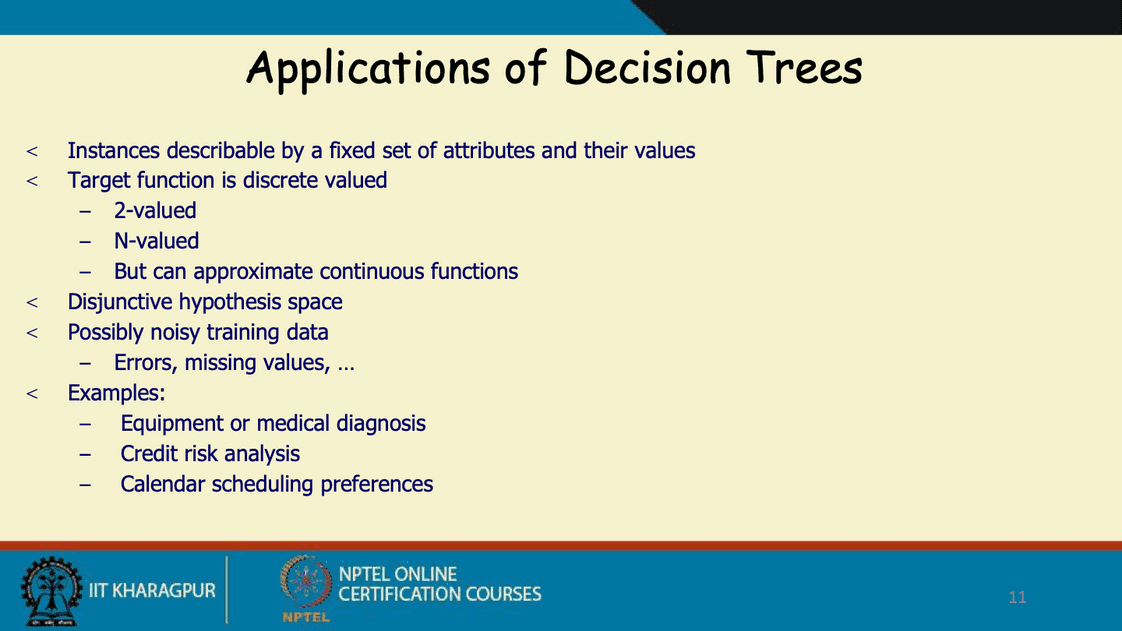 Applications of Decision Trees
< Instances describable by a fixed set of attributes and their values
< Target function is discrete valued
– 2-valued
– N-valued
– But can approximate continuous functions
< Disjunctive hypothesis space
< Possibly noisy training data
– Errors, missing values, ...
< Examples:
– Equipment or medical diagnosis
– Credit risk analysis
– Calendar scheduling preferences
IIT KHARAGPUR
NPTEL
NPTEL ONLINE
CERTIFICATION COURSES
11